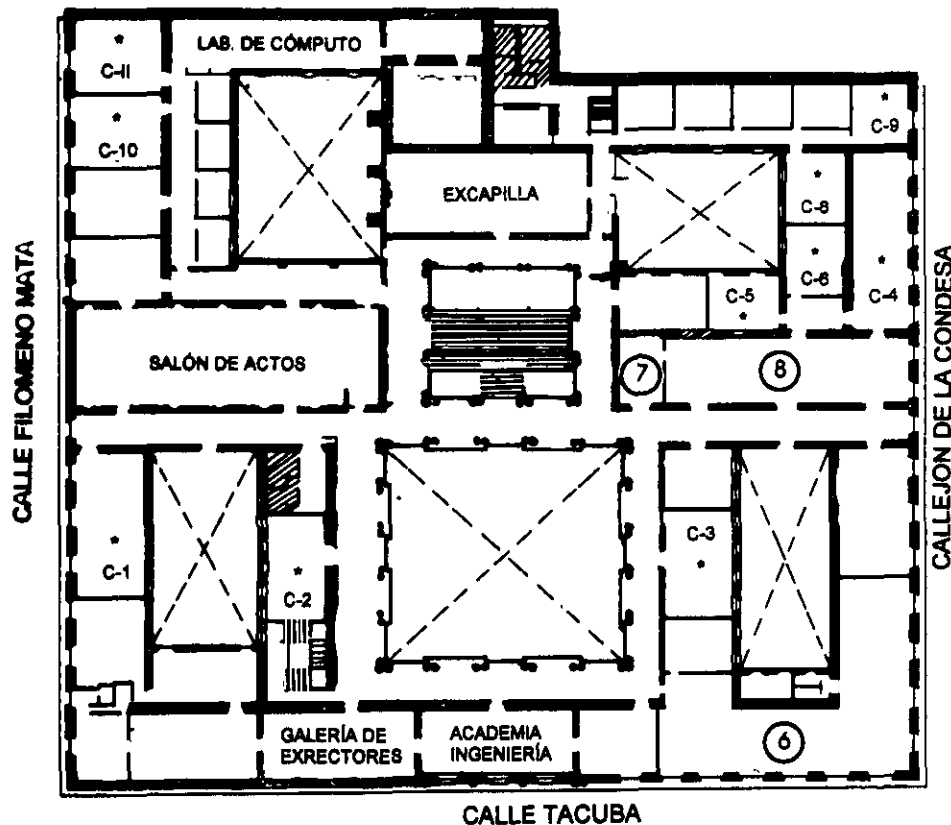 LAB. DE CÓMPUTO
*
C-11
*
C-10
*
C-9
EXCAPILLA
*
C-8
*
C-6
*
C-4
C-5
*
SALÓN DE ACTOS
7
8
CALLE FILOMENO MATA
CALLEJON DE LA CONDESA
*
C-1
*
C-2
C-3
*
GALERÍA DE
EXRECTORES
ACADEMIA
INGENIERÍA
6
CALLE TACUBA